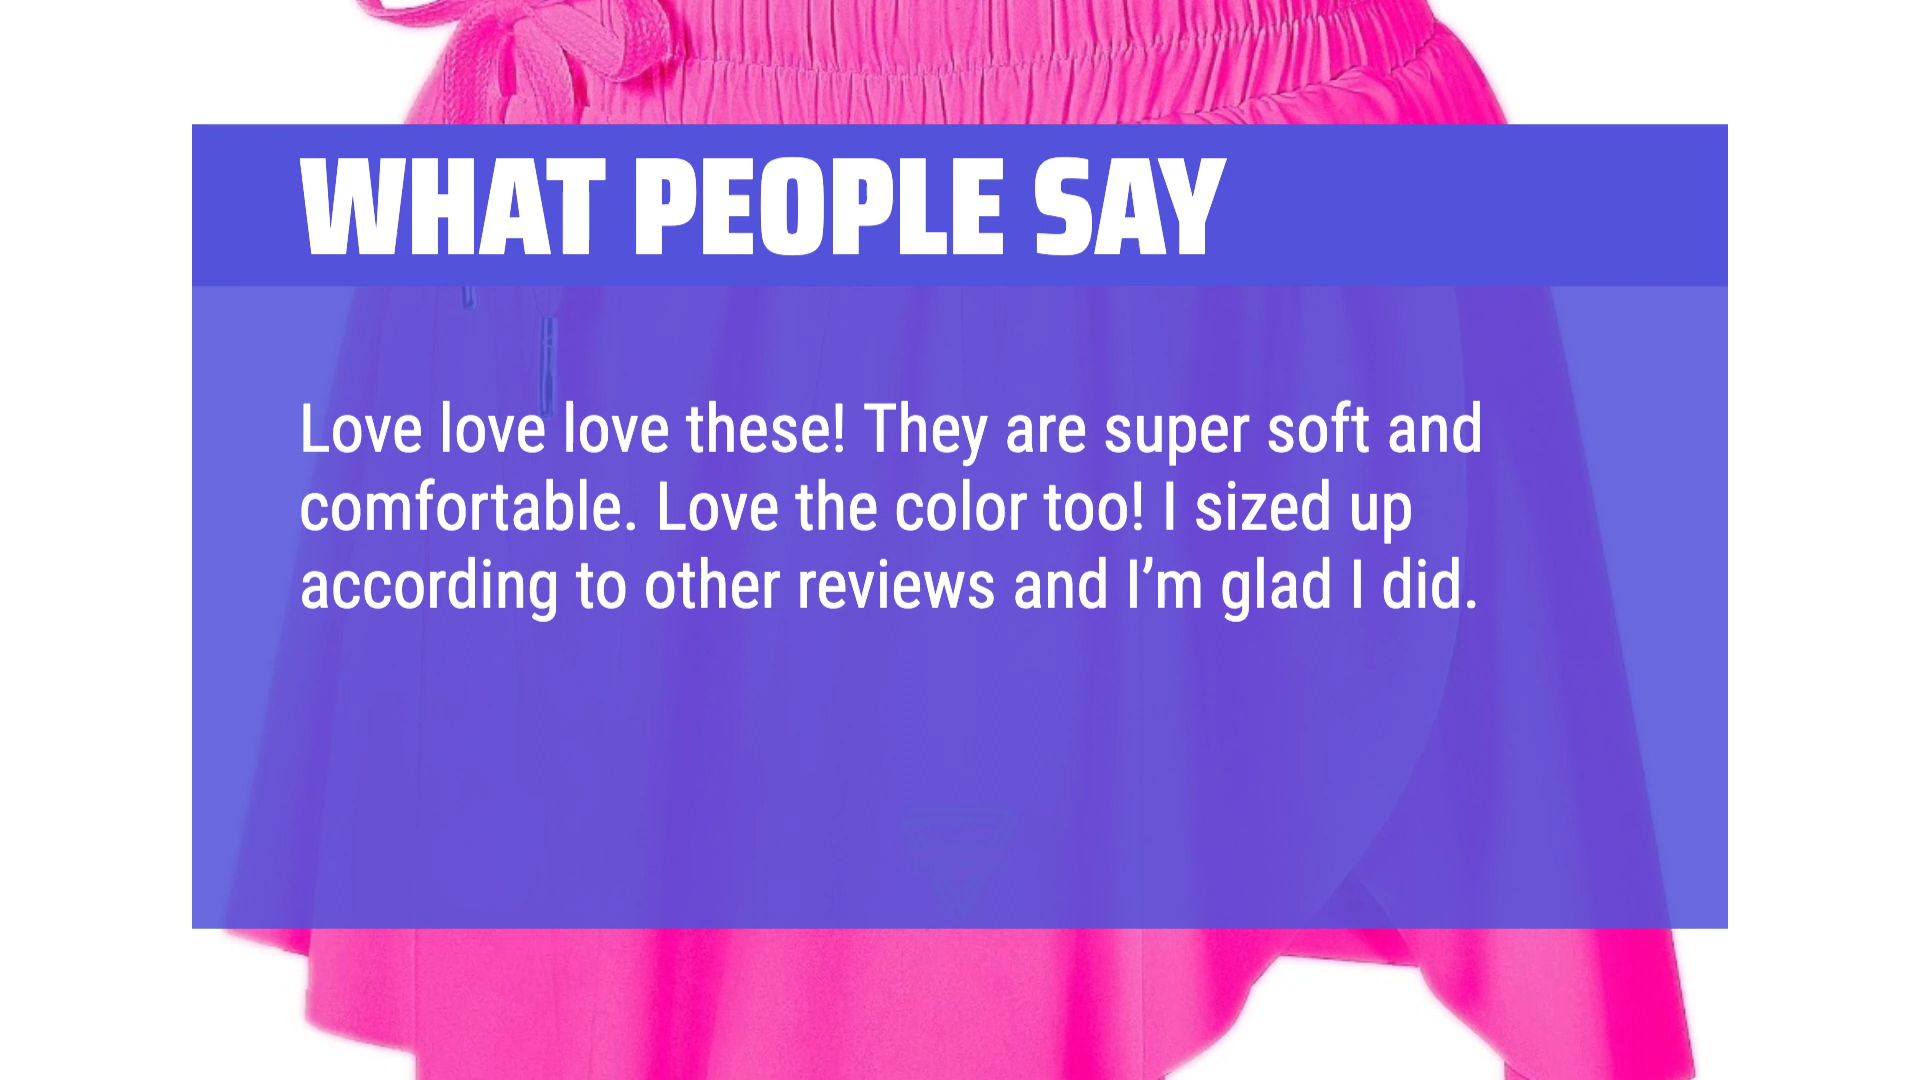 WHAT PEOPLE SAY
Love love love these! They are super soft and
comfortable. Love the color too! I sized up
according to other reviews and I’m glad I did.